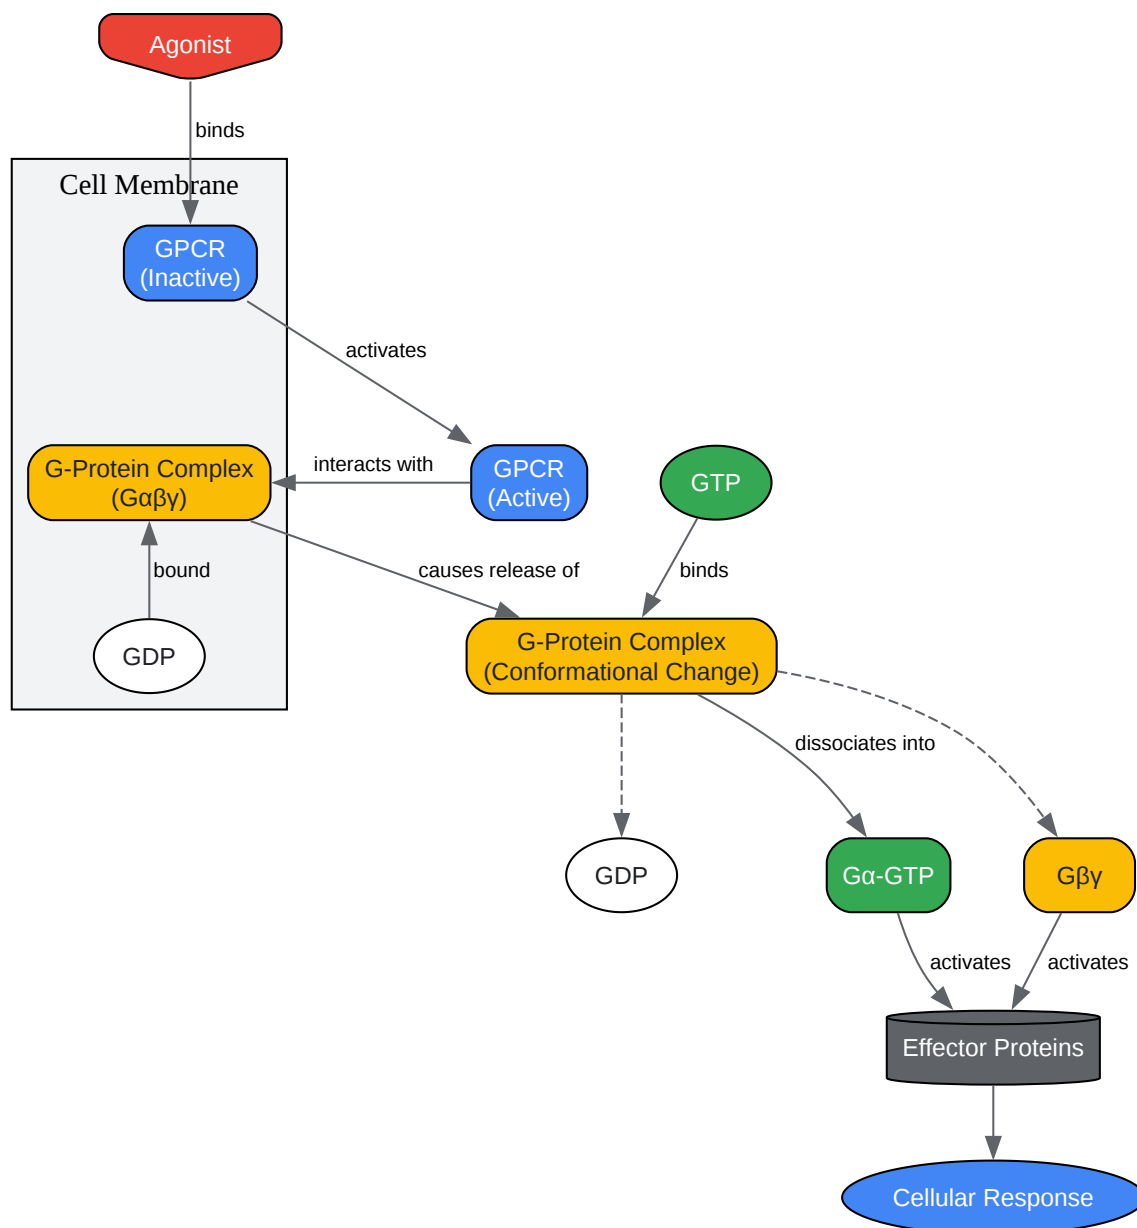 Agonist
binds
Cell Membrane
GPCR
(Inactive)
activates
G-Protein Complex
(Gαβγ)
interacts with
GPCR
(Active)
GTP
bound
causes release of
binds
GDP
G-Protein Complex
(Conformational Change)
dissociates into
GDP
Gα-GTP
Gβγ
activates
activates
Effector Proteins
Cellular Response